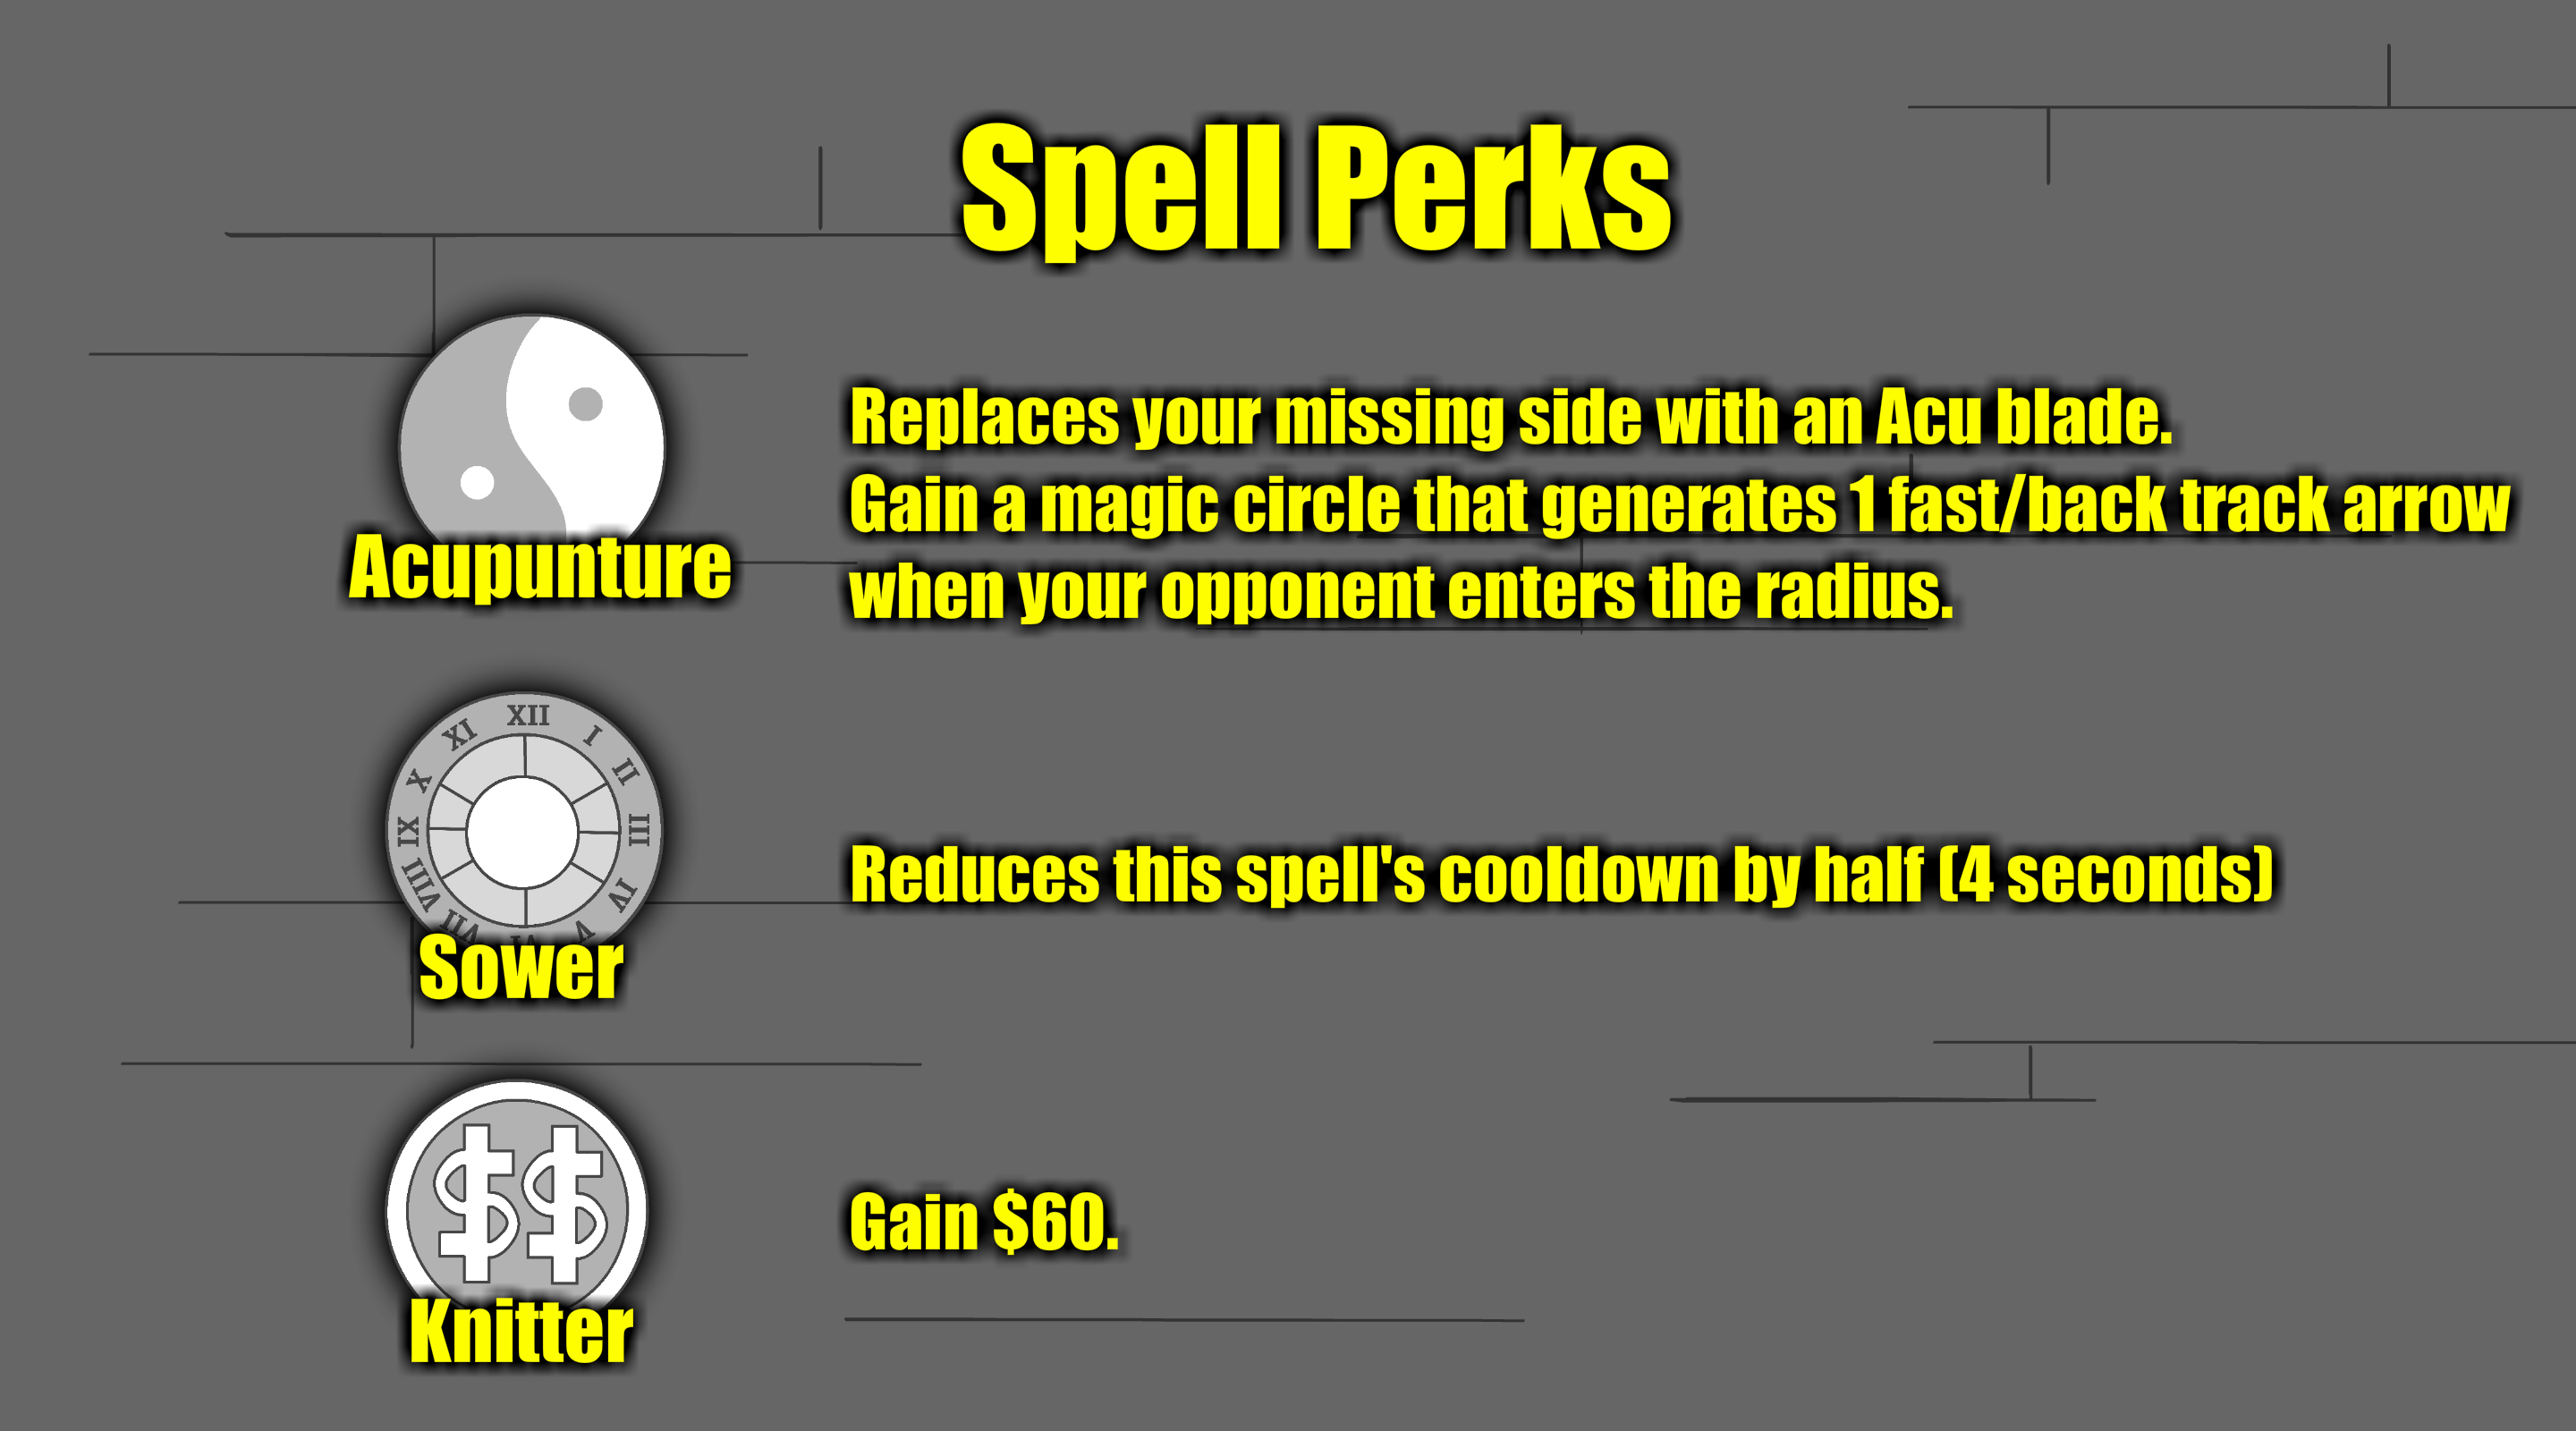 Spell Perks
Replaces your missing side with an Acu blade.
Gain a magic circle that generates 1 fast/back track arrow
when your opponent enters the radius.
Acupunture
XII
I
II
III
IV
V
VI
VII
VIII
IX
X
XI
Reduces this spell's cooldown by half (4 seconds)
Sower
$$
Gain $60.
Knitter